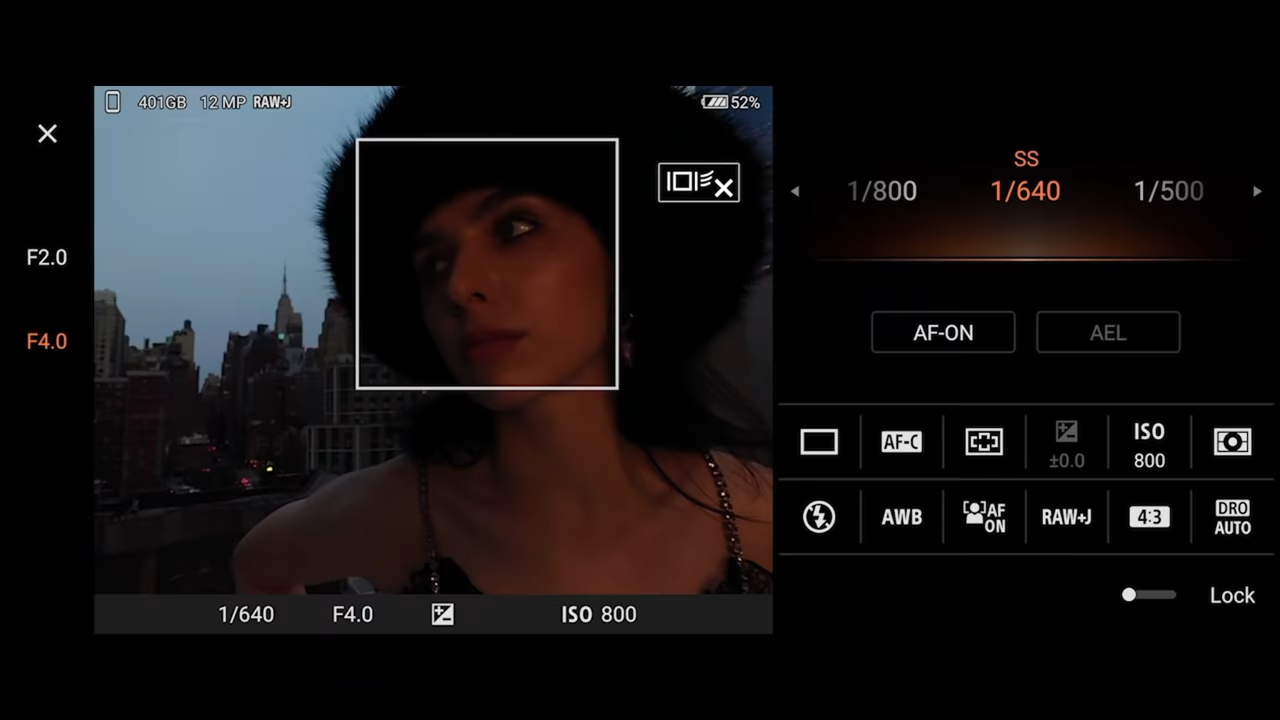 401GB 12 MP RAW+J
52%
F2.0
F4.0
SS
1/800 1/640 1/500
AF-ON AEL
AF-C ±0.0 ISO 800
AWB AF ON RAW+J 4:3 DRO AUTO
Lock
1/640 F4.0 ISO 800